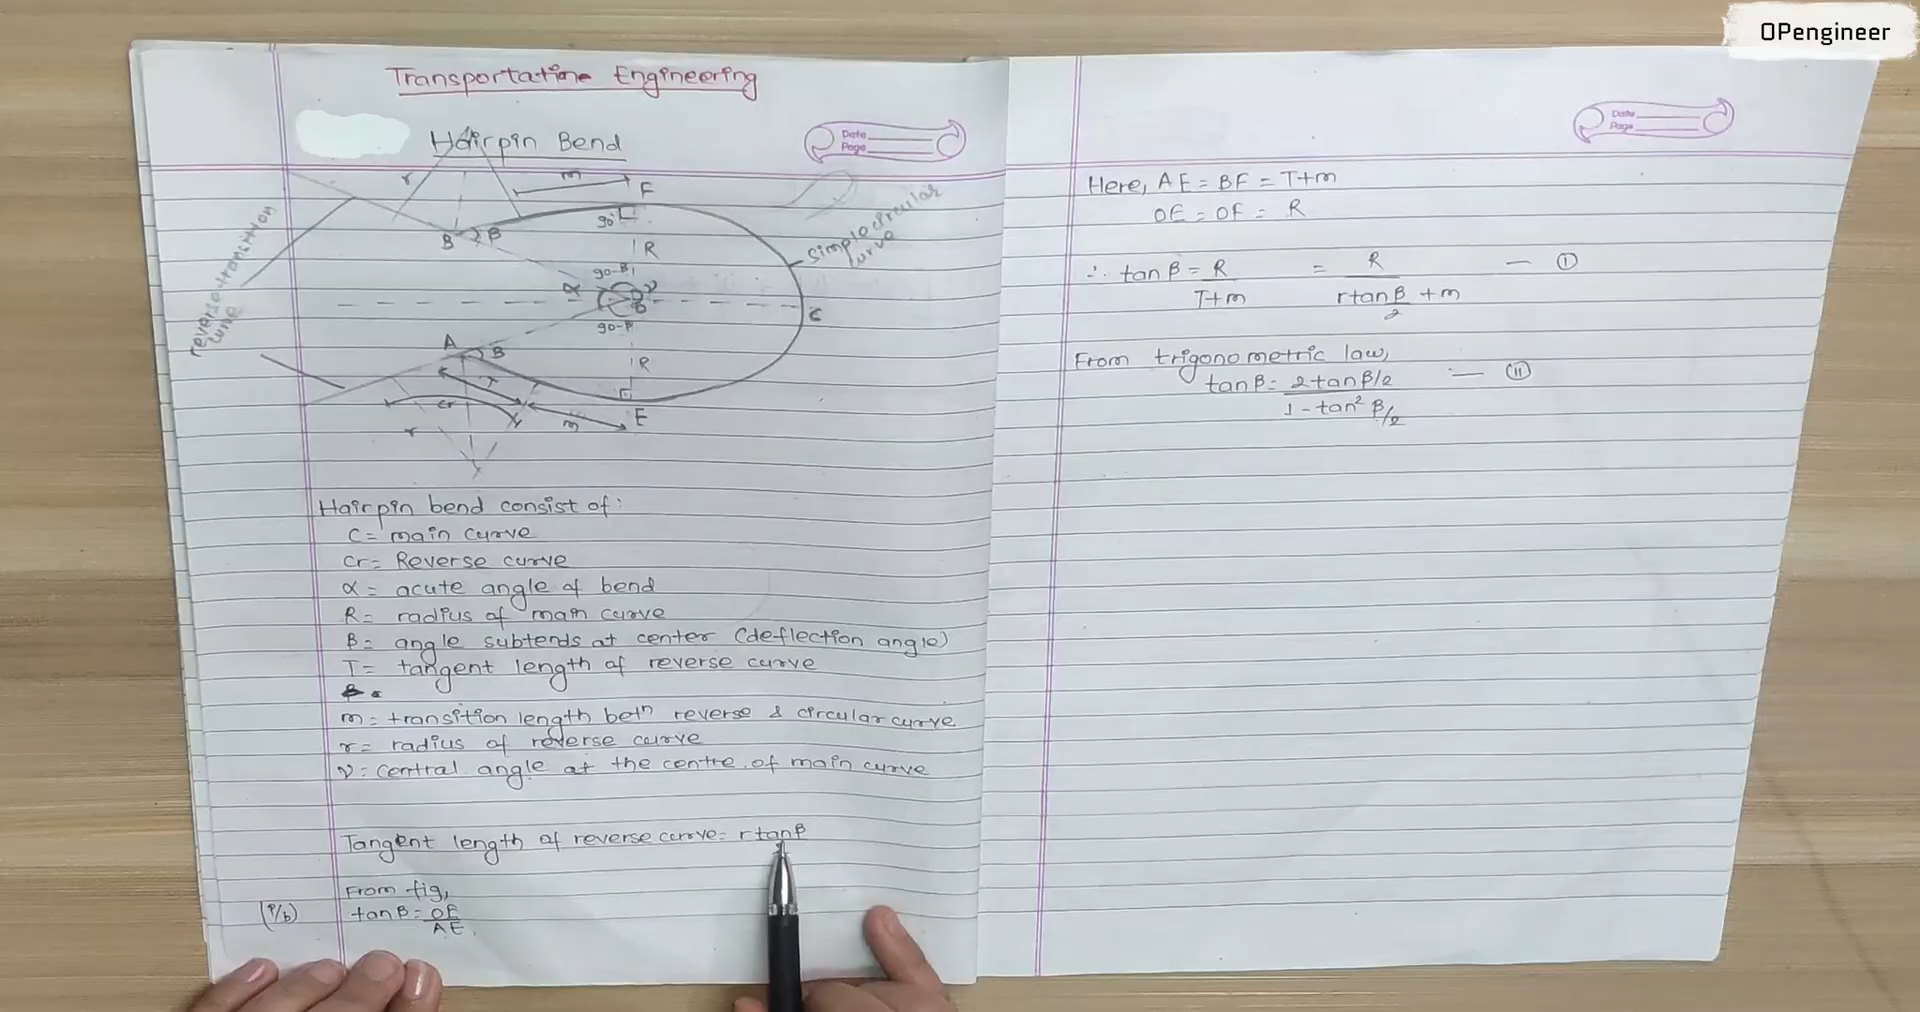 OPengineer
Transportation Engineering
Hairpin Bend
Date
Page
r
m
F
90°
B
β
R
simple circular
curve
reverse transition
curve
90-β
α
γ
O
C
90-β
A
β
R
T
Cr
m
E
r
Hairpin bend consist of:
C= main curve
Cr= Reverse curve
α= acute angle of bend
R= radius of main curve
β= angle subtends at center (deflection angle)
T= tangent length of reverse curve
m= transition length betn reverse & circular curve
r= radius of reverse curve
γ= central angle at the centre of main curve
Tangent length of reverse curve= r tan β
2
From fig,
(P/b) tan β= OE
AE
Date
Page
Here, AE = BF = T+m
OE = OF = R
∴ tan β = R = R — (I)
T+m r tan β + m
2
From trigonometric law,
tan β= 2 tan β/2 — (II)
1 - tan² β/2